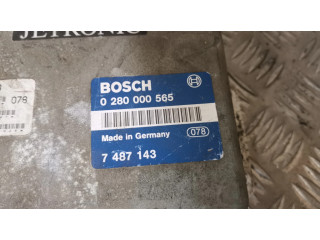 JETRONIC
078
BOSCH
0 280 000 565
Made in Germany
078
7 487 143